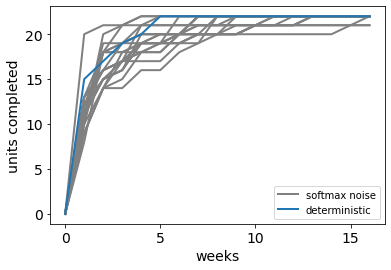 20
15
10
5
0
units completed
0
5
10
15
weeks
softmax noise
deterministic